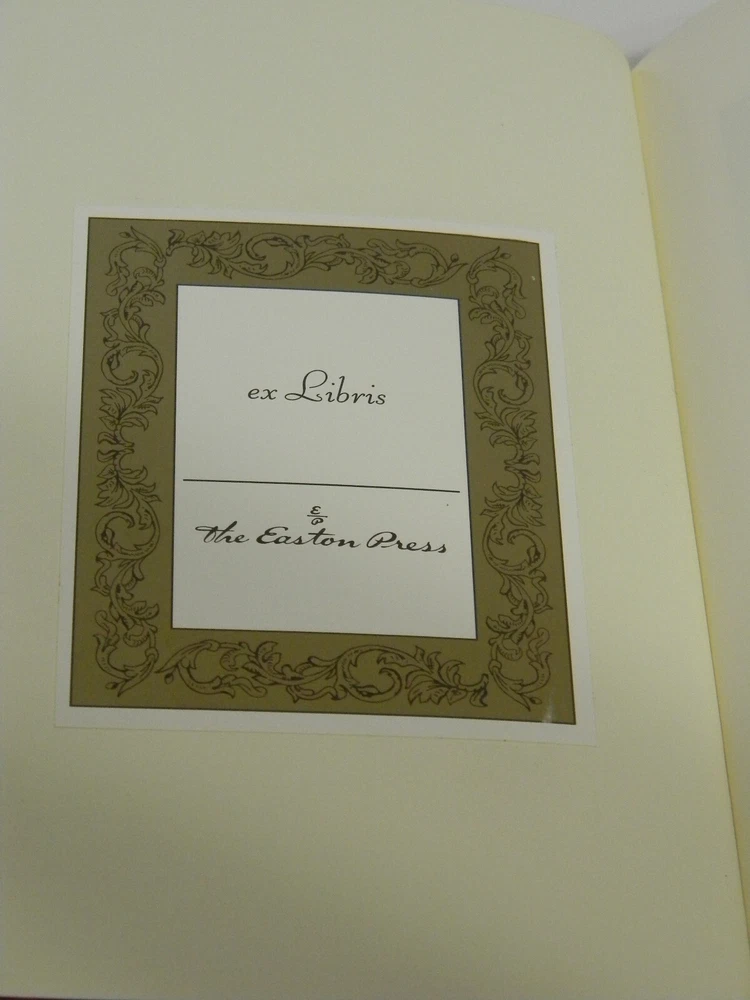 ex Libris
E
P
the Easton Press